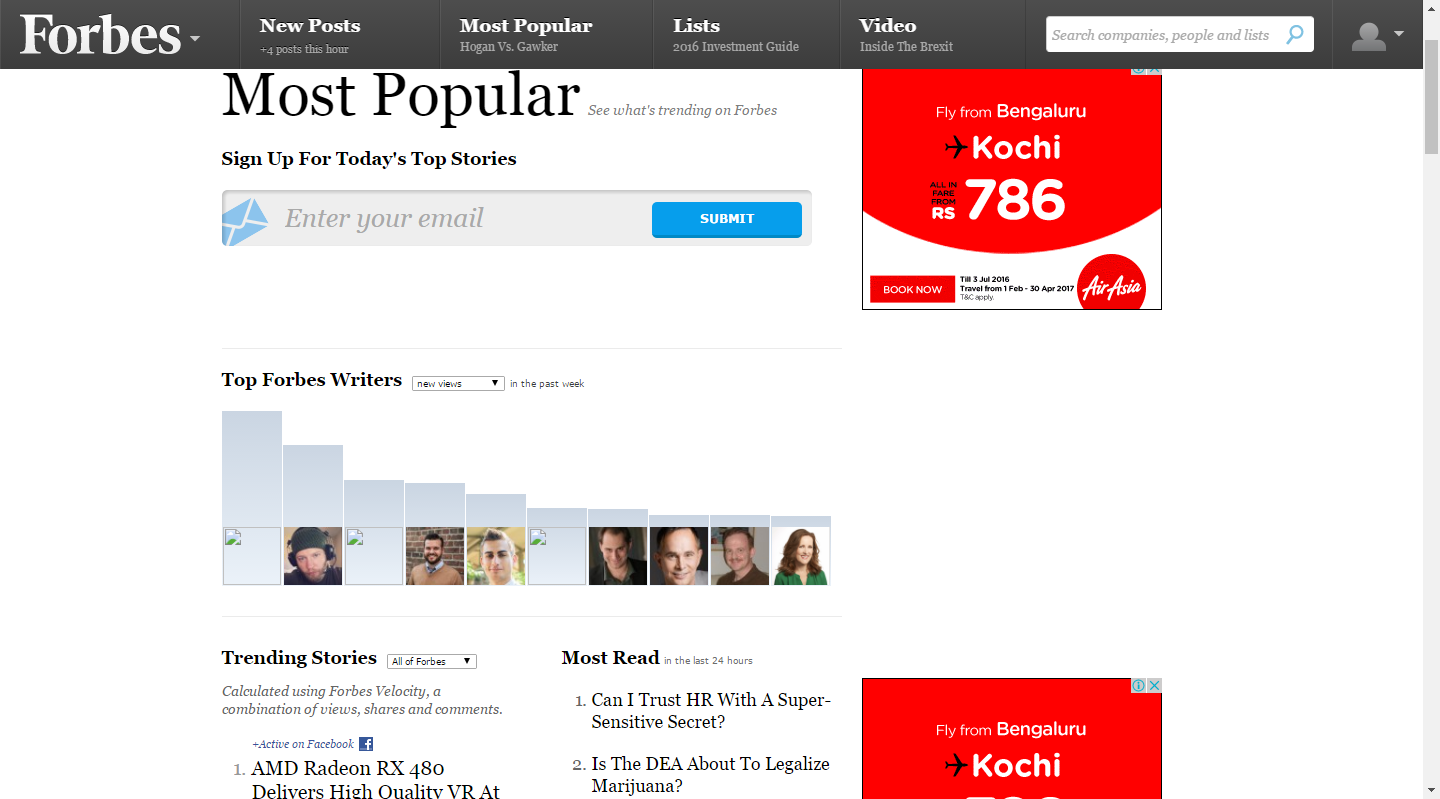 Forbes
New Posts
+4 posts this hour
Most Popular
Hogan Vs. Gawker
Lists
2016 Investment Guide
Video
Inside The Brexit
Search companies, people and lists
Most Popular See what's trending on Forbes
Sign Up For Today's Top Stories
Enter your email
SUBMIT
Fly from Bengaluru
Kochi
ALL IN
FARE
FROM
RS 786
BOOK NOW
Till 3 Jul 2016
Travel from 1 Feb - 30 Apr 2017
T&C apply.
AirAsia
Top Forbes Writers new views in the past week
Trending Stories All of Forbes
Calculated using Forbes Velocity, a
combination of views, shares and comments.
+Active on Facebook
1. AMD Radeon RX 480
Delivers High Quality VR At
Most Read in the last 24 hours
1. Can I Trust HR With A Super-
Sensitive Secret?
2. Is The DEA About To Legalize
Marijuana?
Fly from Bengaluru
Kochi